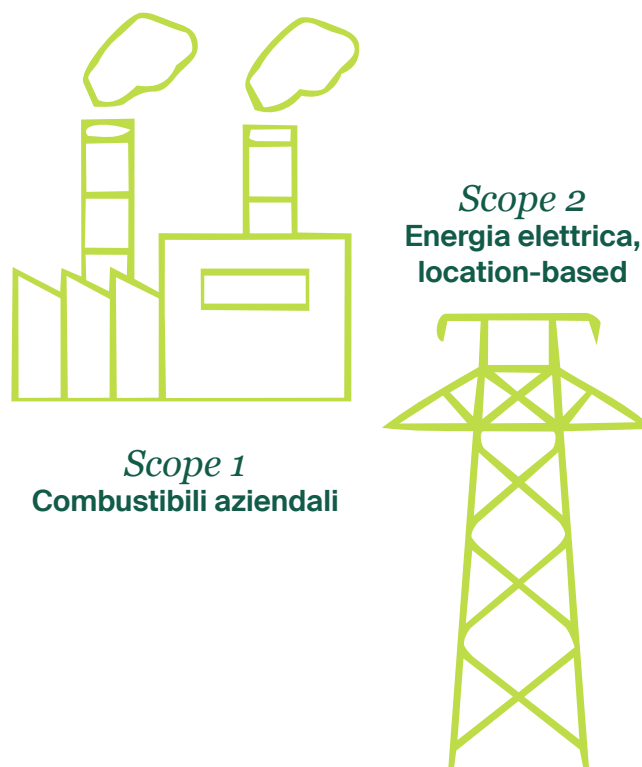 Scope 2
Energia elettrica,
location-based
Scope 1
Combustibili aziendali